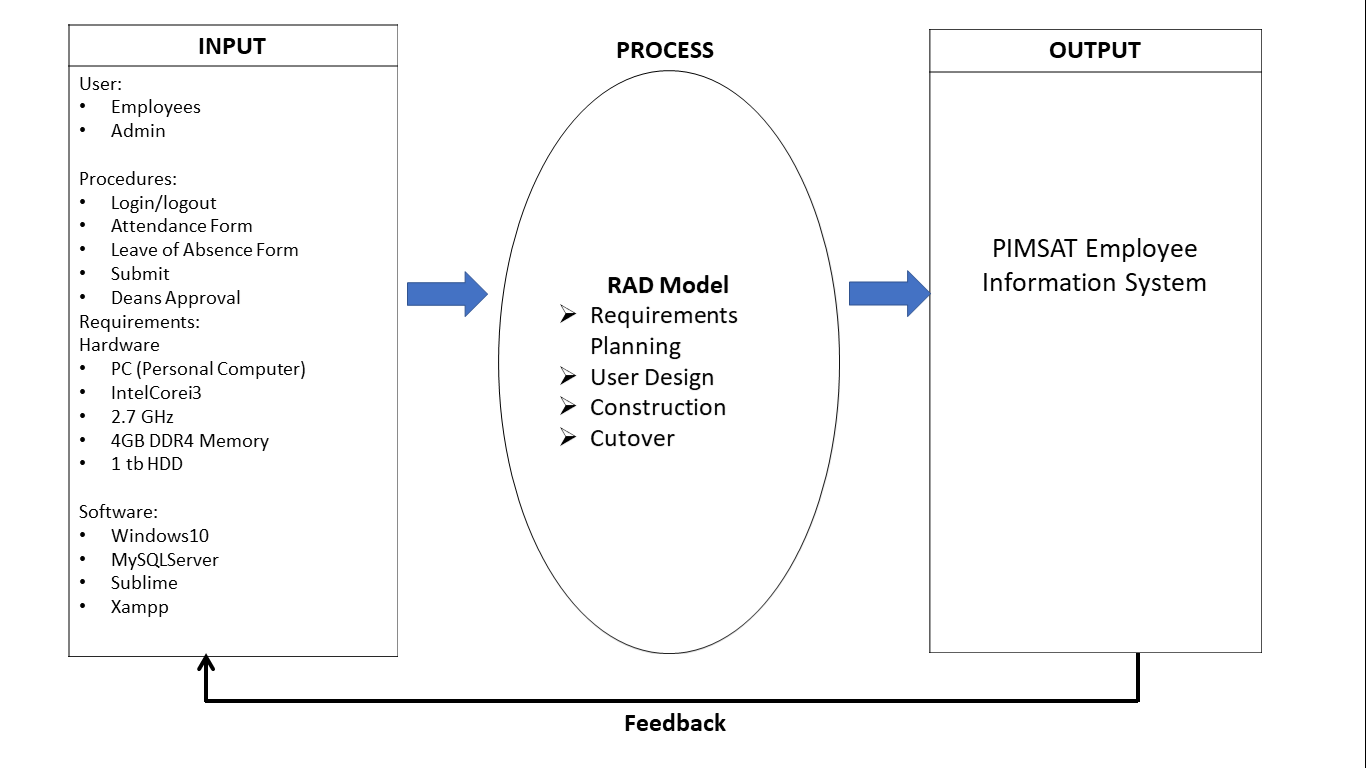 INPUT
User:
• Employees
• Admin
Procedures:
• Login/logout
• Attendance Form
• Leave of Absence Form
• Submit
• Deans Approval
Requirements:
Hardware
• PC (Personal Computer)
• IntelCorei3
• 2.7 GHz
• 4GB DDR4 Memory
• 1 tb HDD
Software:
• Windows10
• MySQLServer
• Sublime
• Xampp
PROCESS
RAD Model
➢ Requirements
Planning
➢ User Design
➢ Construction
➢ Cutover
OUTPUT
PIMSAT Employee
Information System
Feedback